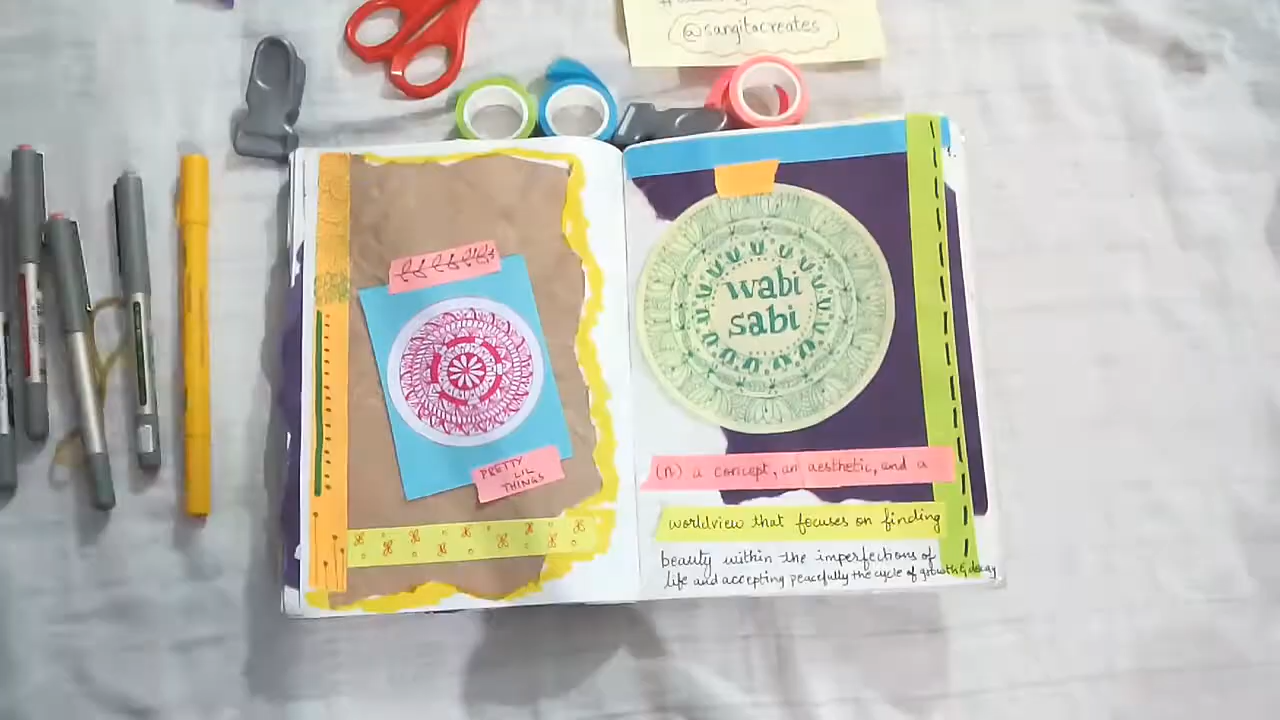 @sangitacreates
PRETTY
LIL
THINGS
wabi
sabi
(n) a concept, an aesthetic, and a
worldview that focuses on finding
beauty within the imperfections of
life and accepting peacefully the cycle of growth & decay